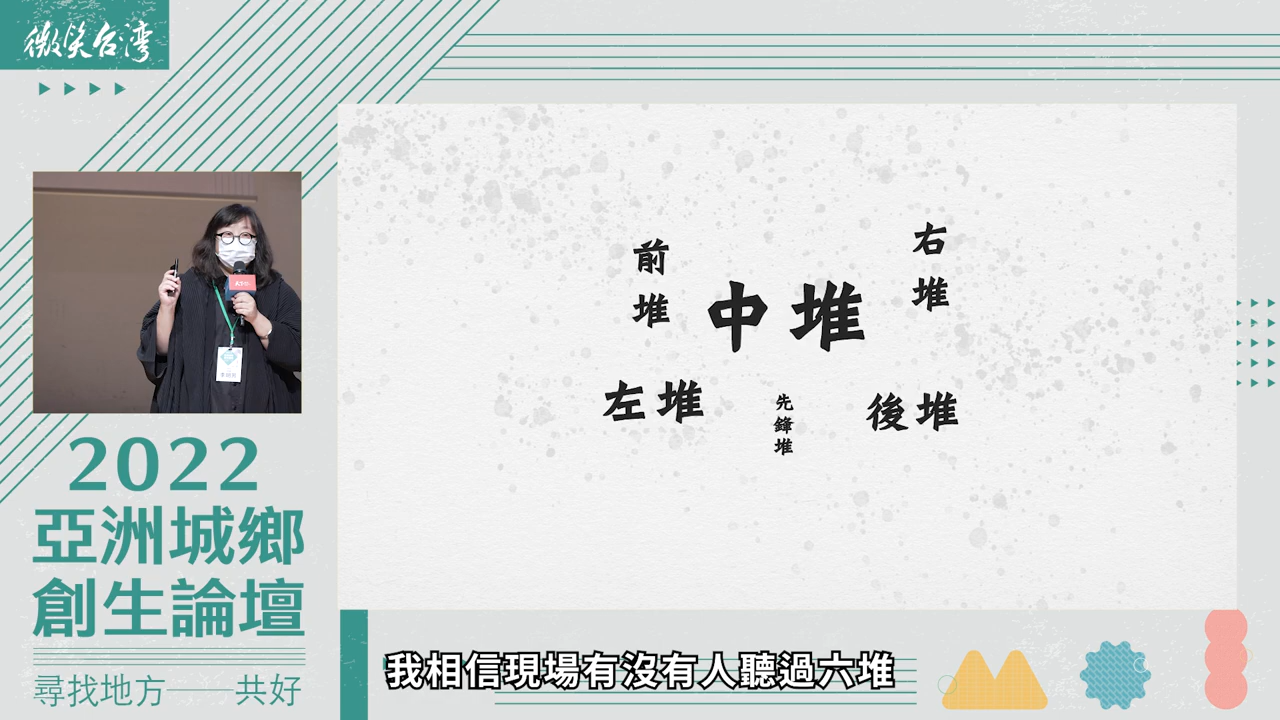 微笑台灣
2022
亞洲城鄉
創生論壇
尋找地方——共好
前堆
中堆
右堆
左堆
先鋒堆
後堆
我相信現場有沒有人聽過六堆